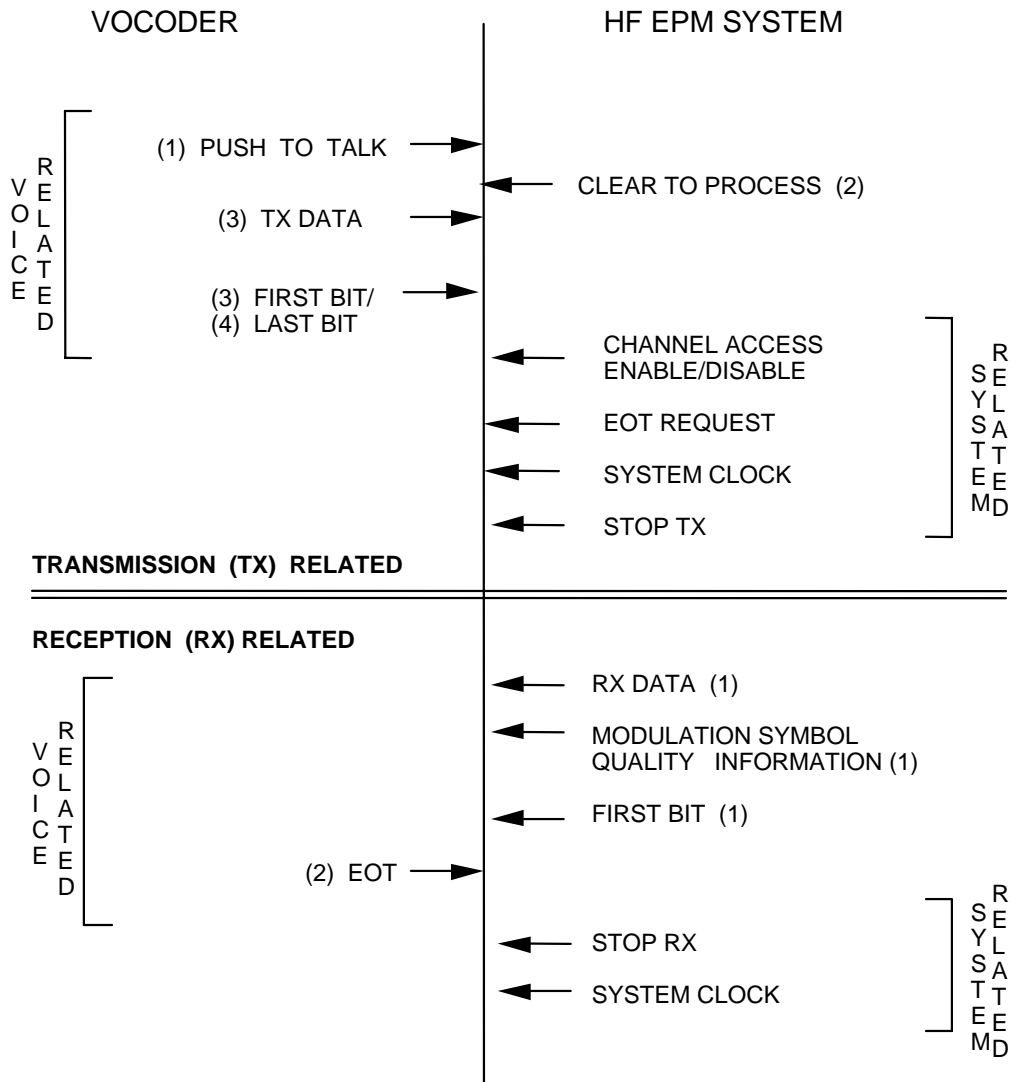 VOCODER HF EPM SYSTEM
VOICE RELATED
(1) PUSH TO TALK
CLEAR TO PROCESS (2)
(3) TX DATA
(3) FIRST BIT/
(4) LAST BIT
CHANNEL ACCESS
ENABLE/DISABLE
EOT REQUEST
SYSTEM CLOCK
STOP TX
SYSTEM RELATED
TRANSMISSION (TX) RELATED
RECEPTION (RX) RELATED
VOICE RELATED
RX DATA (1)
MODULATION SYMBOL
QUALITY INFORMATION (1)
FIRST BIT (1)
(2) EOT
STOP RX
SYSTEM CLOCK
SYSTEM RELATED